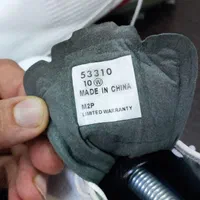 53310
10 Ⓦ
MADE IN CHINA
M2P
LIMITED WARRANTY